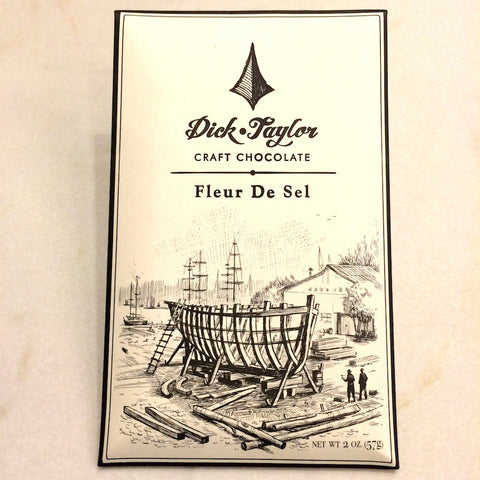 Dick • Taylor
CRAFT CHOCOLATE
Fleur De Sel
NET WT 2 OZ. (57g)